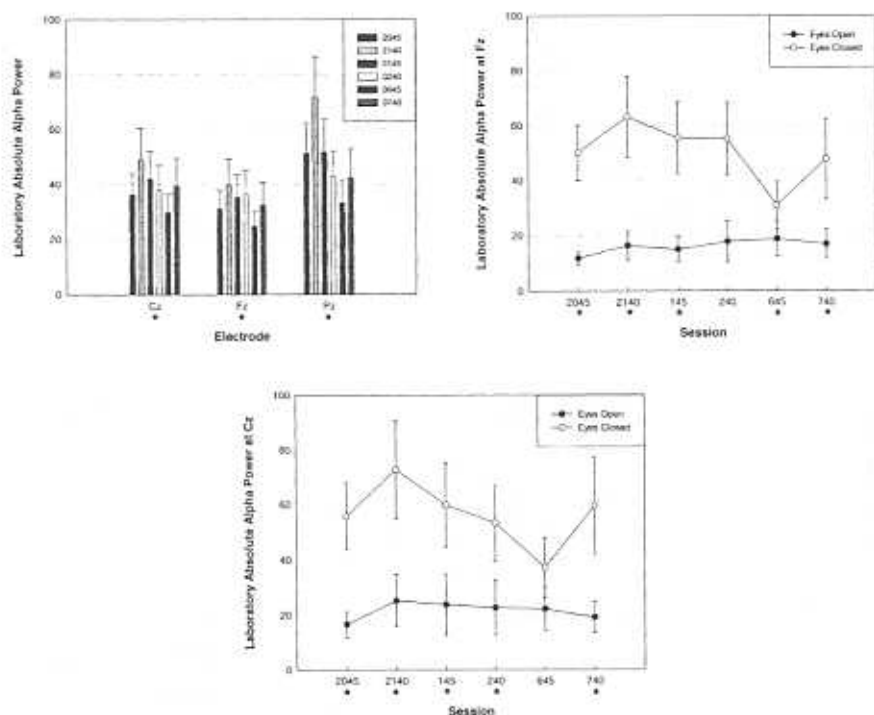 Laboratory Absolute Alpha Power
100
80
60
40
20
0
2045
2140
0145
0240
0645
0740
Cz
Fz
Pz
* * *
Electrode
Laboratory Absolute Alpha Power at Fz
100
80
60
40
20
0
Eyes Open
Eyes Closed
2045 2140 145 240 645 740
* * * * *
Session
Laboratory Absolute Alpha Power at Cz
100
80
60
40
20
0
Eyes Open
Eyes Closed
2045 2140 145 240 645 740
* * * * *
Session